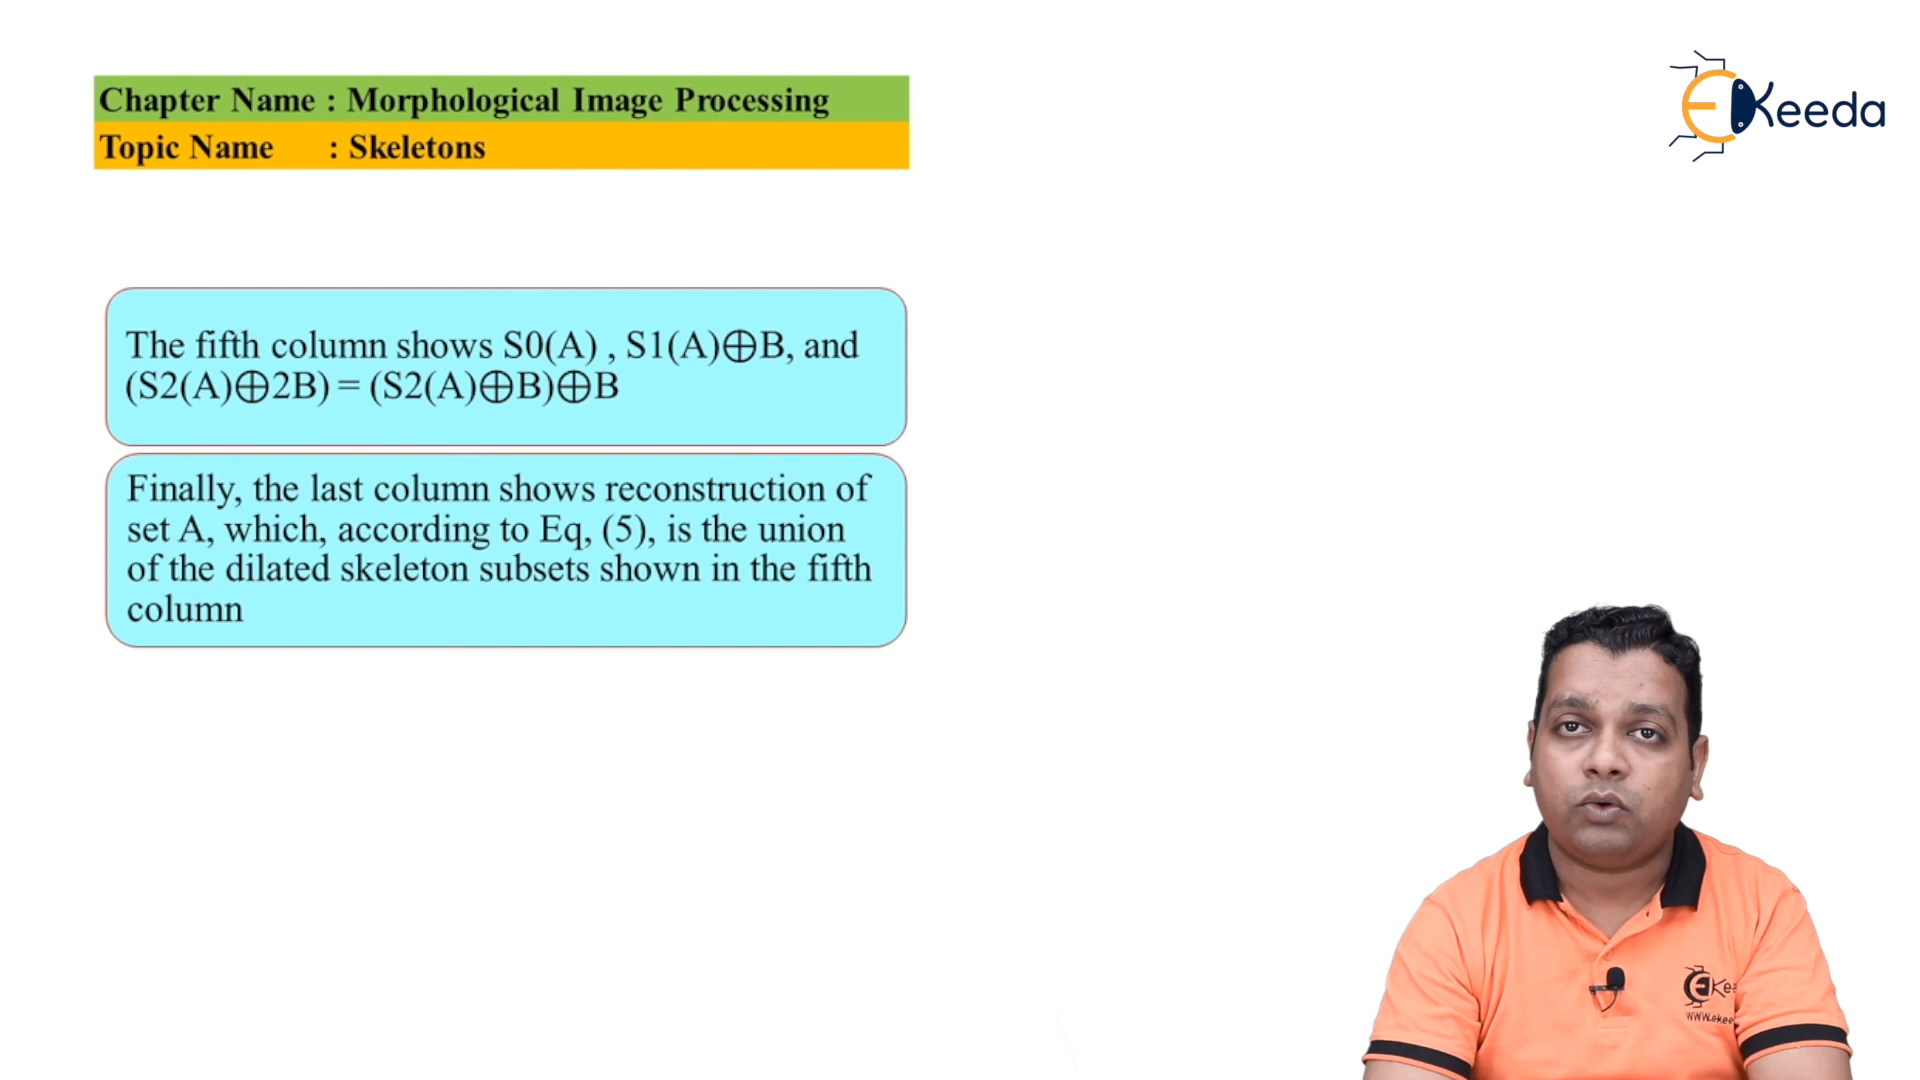 Chapter Name : Morphological Image Processing
Topic Name : Skeletons
EKeeda
The fifth column shows S0(A) , S1(A)⊕B, and
(S2(A)⊕2B) = (S2(A)⊕B)⊕B
Finally, the last column shows reconstruction of
set A, which, according to Eq, (5), is the union
of the dilated skeleton subsets shown in the fifth
column